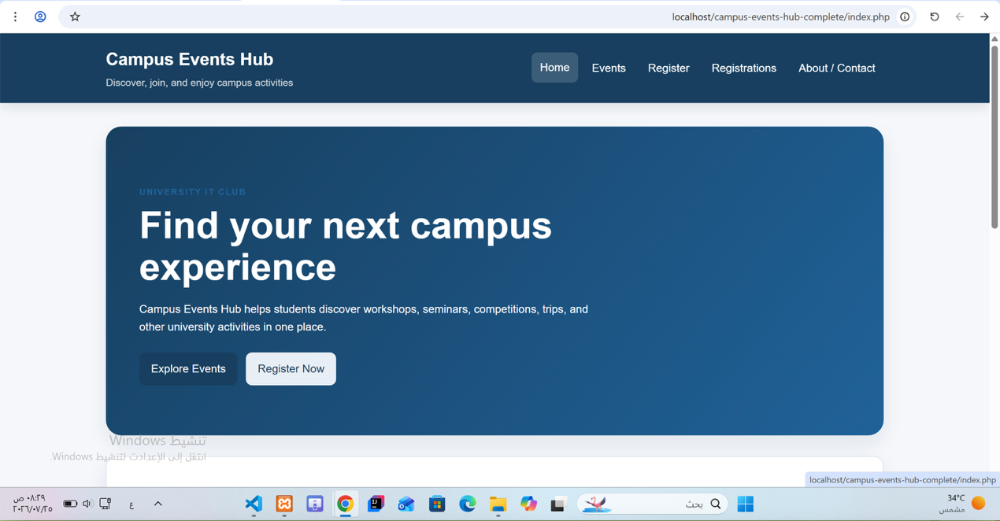 localhost/campus-events-hub-complete/index.php
Campus Events Hub
Discover, join, and enjoy campus activities
Home
Events
Register
Registrations
About / Contact
UNIVERSITY IT CLUB
Find your next campus
experience
Campus Events Hub helps students discover workshops, seminars, competitions, trips, and
other university activities in one place.
Explore Events
Register Now
تنشيط Windows
انتقل إلى الإعدادات لتنشيط Windows.
localhost/campus-events-hub-complete/index.php
٠٨:٢٩ ص
٢٠٢٦/٠٧/٢٥
ع
بحث
34°C
مشمس